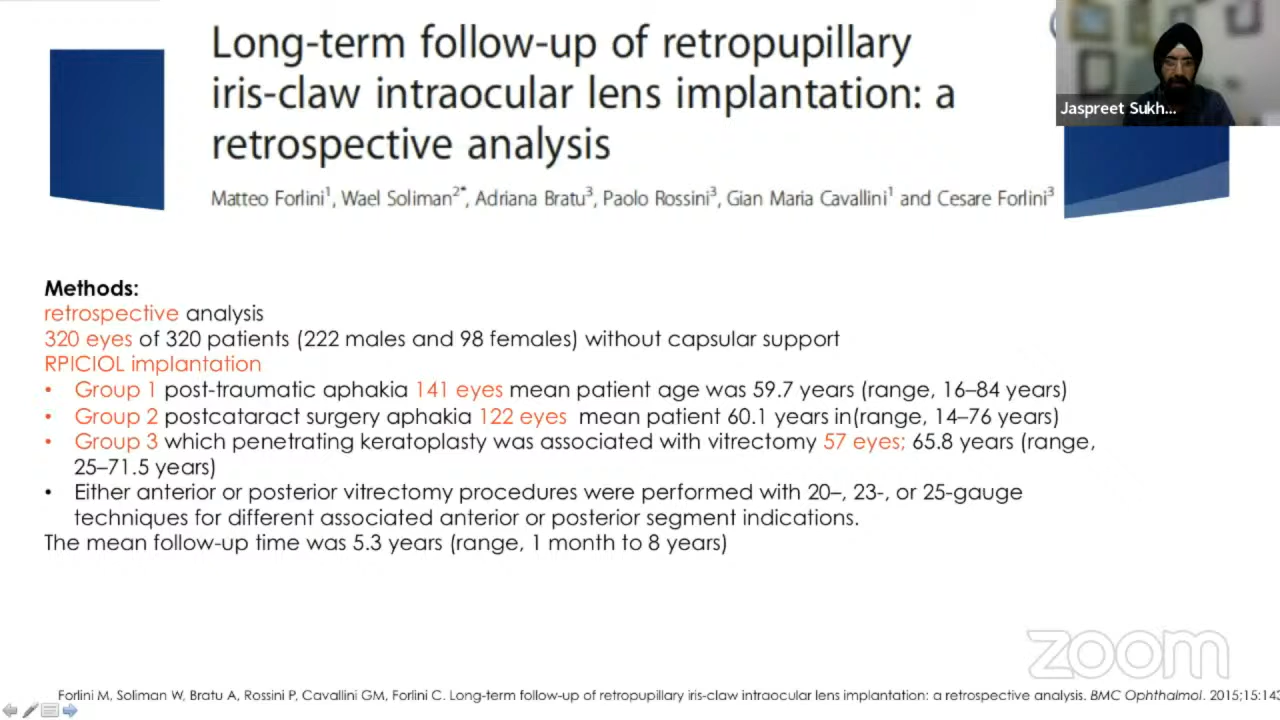 Long-term follow-up of retropupillary
iris-claw intraocular lens implantation: a
retrospective analysis
Matteo Forlini1, Wael Soliman2*, Adriana Bratu3, Paolo Rossini3, Gian Maria Cavallini1 and Cesare Forlini3
Jaspreet Sukh...
Methods:
retrospective analysis
320 eyes of 320 patients (222 males and 98 females) without capsular support
RPICIOL implantation
• Group 1 post-traumatic aphakia 141 eyes mean patient age was 59.7 years (range, 16–84 years)
• Group 2 postcataract surgery aphakia 122 eyes mean patient 60.1 years in(range, 14–76 years)
• Group 3 which penetrating keratoplasty was associated with vitrectomy 57 eyes; 65.8 years (range,
25–71.5 years)
• Either anterior or posterior vitrectomy procedures were performed with 20–, 23-, or 25-gauge
techniques for different associated anterior or posterior segment indications.
The mean follow-up time was 5.3 years (range, 1 month to 8 years)
zoom
Forlini M, Soliman W, Bratu A, Rossini P, Cavallini GM, Forlini C. Long-term follow-up of retropupillary iris-claw intraocular lens implantation: a retrospective analysis. BMC Ophthalmol. 2015;15:143